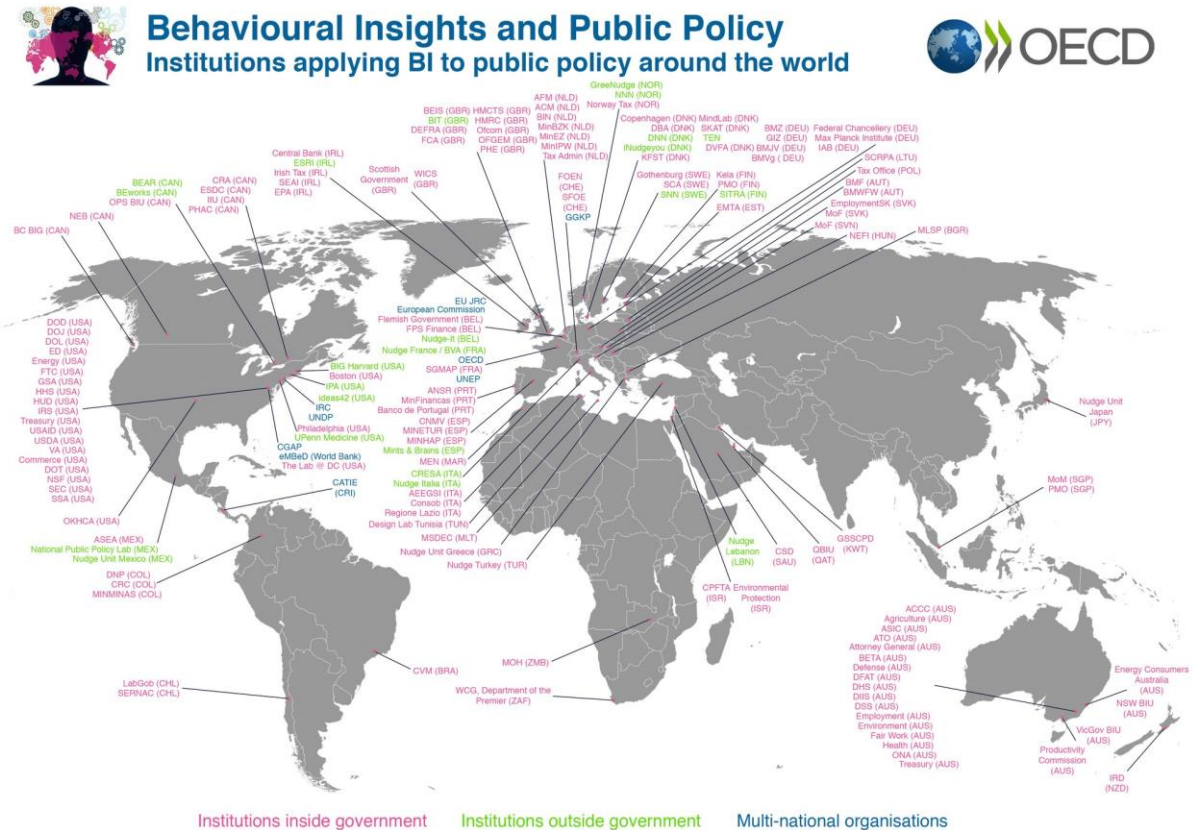 Behavioural Insights and Public Policy
Institutions applying BI to public policy around the world
OECD
GreeNudge (NOR)
NNN (NOR)
Norway Tax (NOR)
AFM (NLD)
ACM (NLD)
BIN (NLD)
MinBZK (NLD)
MinEZ (NLD)
MinIPW (NLD)
Tax Admin (NLD)
BEIS (GBR) HMCTS (GBR)
BIT (GBR) HMRC (GBR)
DEFRA (GBR) Ofcom (GBR)
FCA (GBR) OFGEM (GBR)
PHE (GBR)
Copenhagen (DNK) MindLab (DNK)
DBA (DNK) SKAT (DNK)
DNN (DNK) TEN
iNudgeyou (DNK) DVFA (DNK)
KFST (DNK)
BMZ (DEU)
GIZ (DEU)
BMJV (DEU)
BMVg ( DEU)
Federal Chancellery (DEU)
Max Planck Institute (DEU)
IAB (DEU)
SCRPA (LTU)
Tax Office (POL)
BMF (AUT)
BMWFW (AUT)
EmploymentSK (SVK)
MoF (SVK)
MoF (SVN)
NEFI (HUN)
MLSP (BGR)
Gothenburg (SWE)
SCA (SWE)
SNN (SWE)
Kela (FIN)
PMO (FIN)
SITRA (FIN)
EMTA (EST)
FOEN
(CHE)
SFOE
(CHE)
GGKP
Scottish
Government
(GBR)
WICS
(GBR)
Central Bank (IRL)
ESRI (IRL)
Irish Tax (IRL)
SEAI (IRL)
EPA (IRL)
CRA (CAN)
ESDC (CAN)
IIU (CAN)
PHAC (CAN)
BEAR (CAN)
BEworks (CAN)
OPS BIU (CAN)
NEB (CAN)
BC BIG (CAN)
DOD (USA)
DOJ (USA)
DOL (USA)
ED (USA)
Energy (USA)
FTC (USA)
GSA (USA)
HHS (USA)
HUD (USA)
IRS (USA)
Treasury (USA)
USAID (USA)
USDA (USA)
VA (USA)
Commerce (USA)
DOT (USA)
NSF (USA)
SEC (USA)
SSA (USA)
OKHCA (USA)
BIG Harvard (USA)
Boston (USA)
IPA (USA)
ideas42 (USA)
IRC
UNDP
Philadelphia (USA)
UPenn Medicine (USA)
CGAP
eMBeD (World Bank)
The Lab @ DC (USA)
CATIE
(CRI)
ASEA (MEX)
National Public Policy Lab (MEX)
Nudge Unit Mexico (MEX)
DNP (COL)
CRC (COL)
MINMINAS (COL)
LabGob (CHL)
SERNAC (CHL)
CVM (BRA)
EU JRC
European Commission
Flemish Government (BEL)
FPS Finance (BEL)
Nudge-it (BEL)
Nudge France / BVA (FRA)
OECD
SGMAP (FRA)
UNEP
ANSR (PRT)
MinFinancas (PRT)
Banco de Portugal (PRT)
CNMV (ESP)
MINETUR (ESP)
MINHAP (ESP)
Mints & Brains (ESP)
MEN (MAR)
CRESA (ITA)
Nudge Italia (ITA)
AEEGSI (ITA)
Consob (ITA)
Regione Lazio (ITA)
Design Lab Tunisia (TUN)
MSDEC (MLT)
Nudge Unit Greece (GRC)
Nudge Turkey (TUR)
MOH (ZMB)
WCG, Department of the
Premier (ZAF)
CPFTA Environmental
(ISR) Protection
(ISR)
Nudge
Lebanon
(LBN)
CSD
(SAU)
QBIU
(QAT)
GSSCPD
(KWT)
Nudge Unit
Japan
(JPY)
MoM (SGP)
PMO (SGP)
ACCC (AUS)
Agriculture (AUS)
ASIC (AUS)
ATO (AUS)
Attorney General (AUS)
BETA (AUS)
Defense (AUS)
DFAT (AUS)
DHS (AUS)
DIIS (AUS)
DSS (AUS)
Employment (AUS)
Environment (AUS)
Fair Work (AUS)
Health (AUS)
ONA (AUS)
Treasury (AUS)
Energy Consumers
Australia
(AUS)
NSW BIU
(AUS)
VicGov BIU
(AUS)
Productivity
Commission
(AUS)
IRD
(NZD)
Institutions inside government Institutions outside government Multi-national organisations